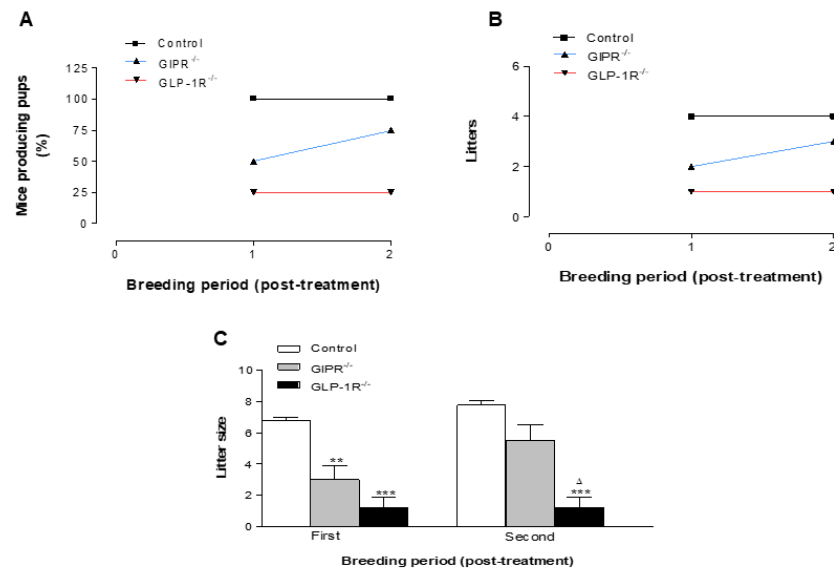 A
Control
GIPR-/-
GLP-1R-/-
Mice producing pups
(%)
125
100
75
50
25
0
0 1 2
Breeding period (post-treatment)
B
Control
GIPR-/-
GLP-1R-/-
Litters
6
4
2
0
0 1 2
Breeding period (post-treatment)
C
Control
GIPR-/-
GLP-1R-/-
Litter size
10
8
6
4
2
0
**
***
Δ
***
First Second
Breeding period (post-treatment)